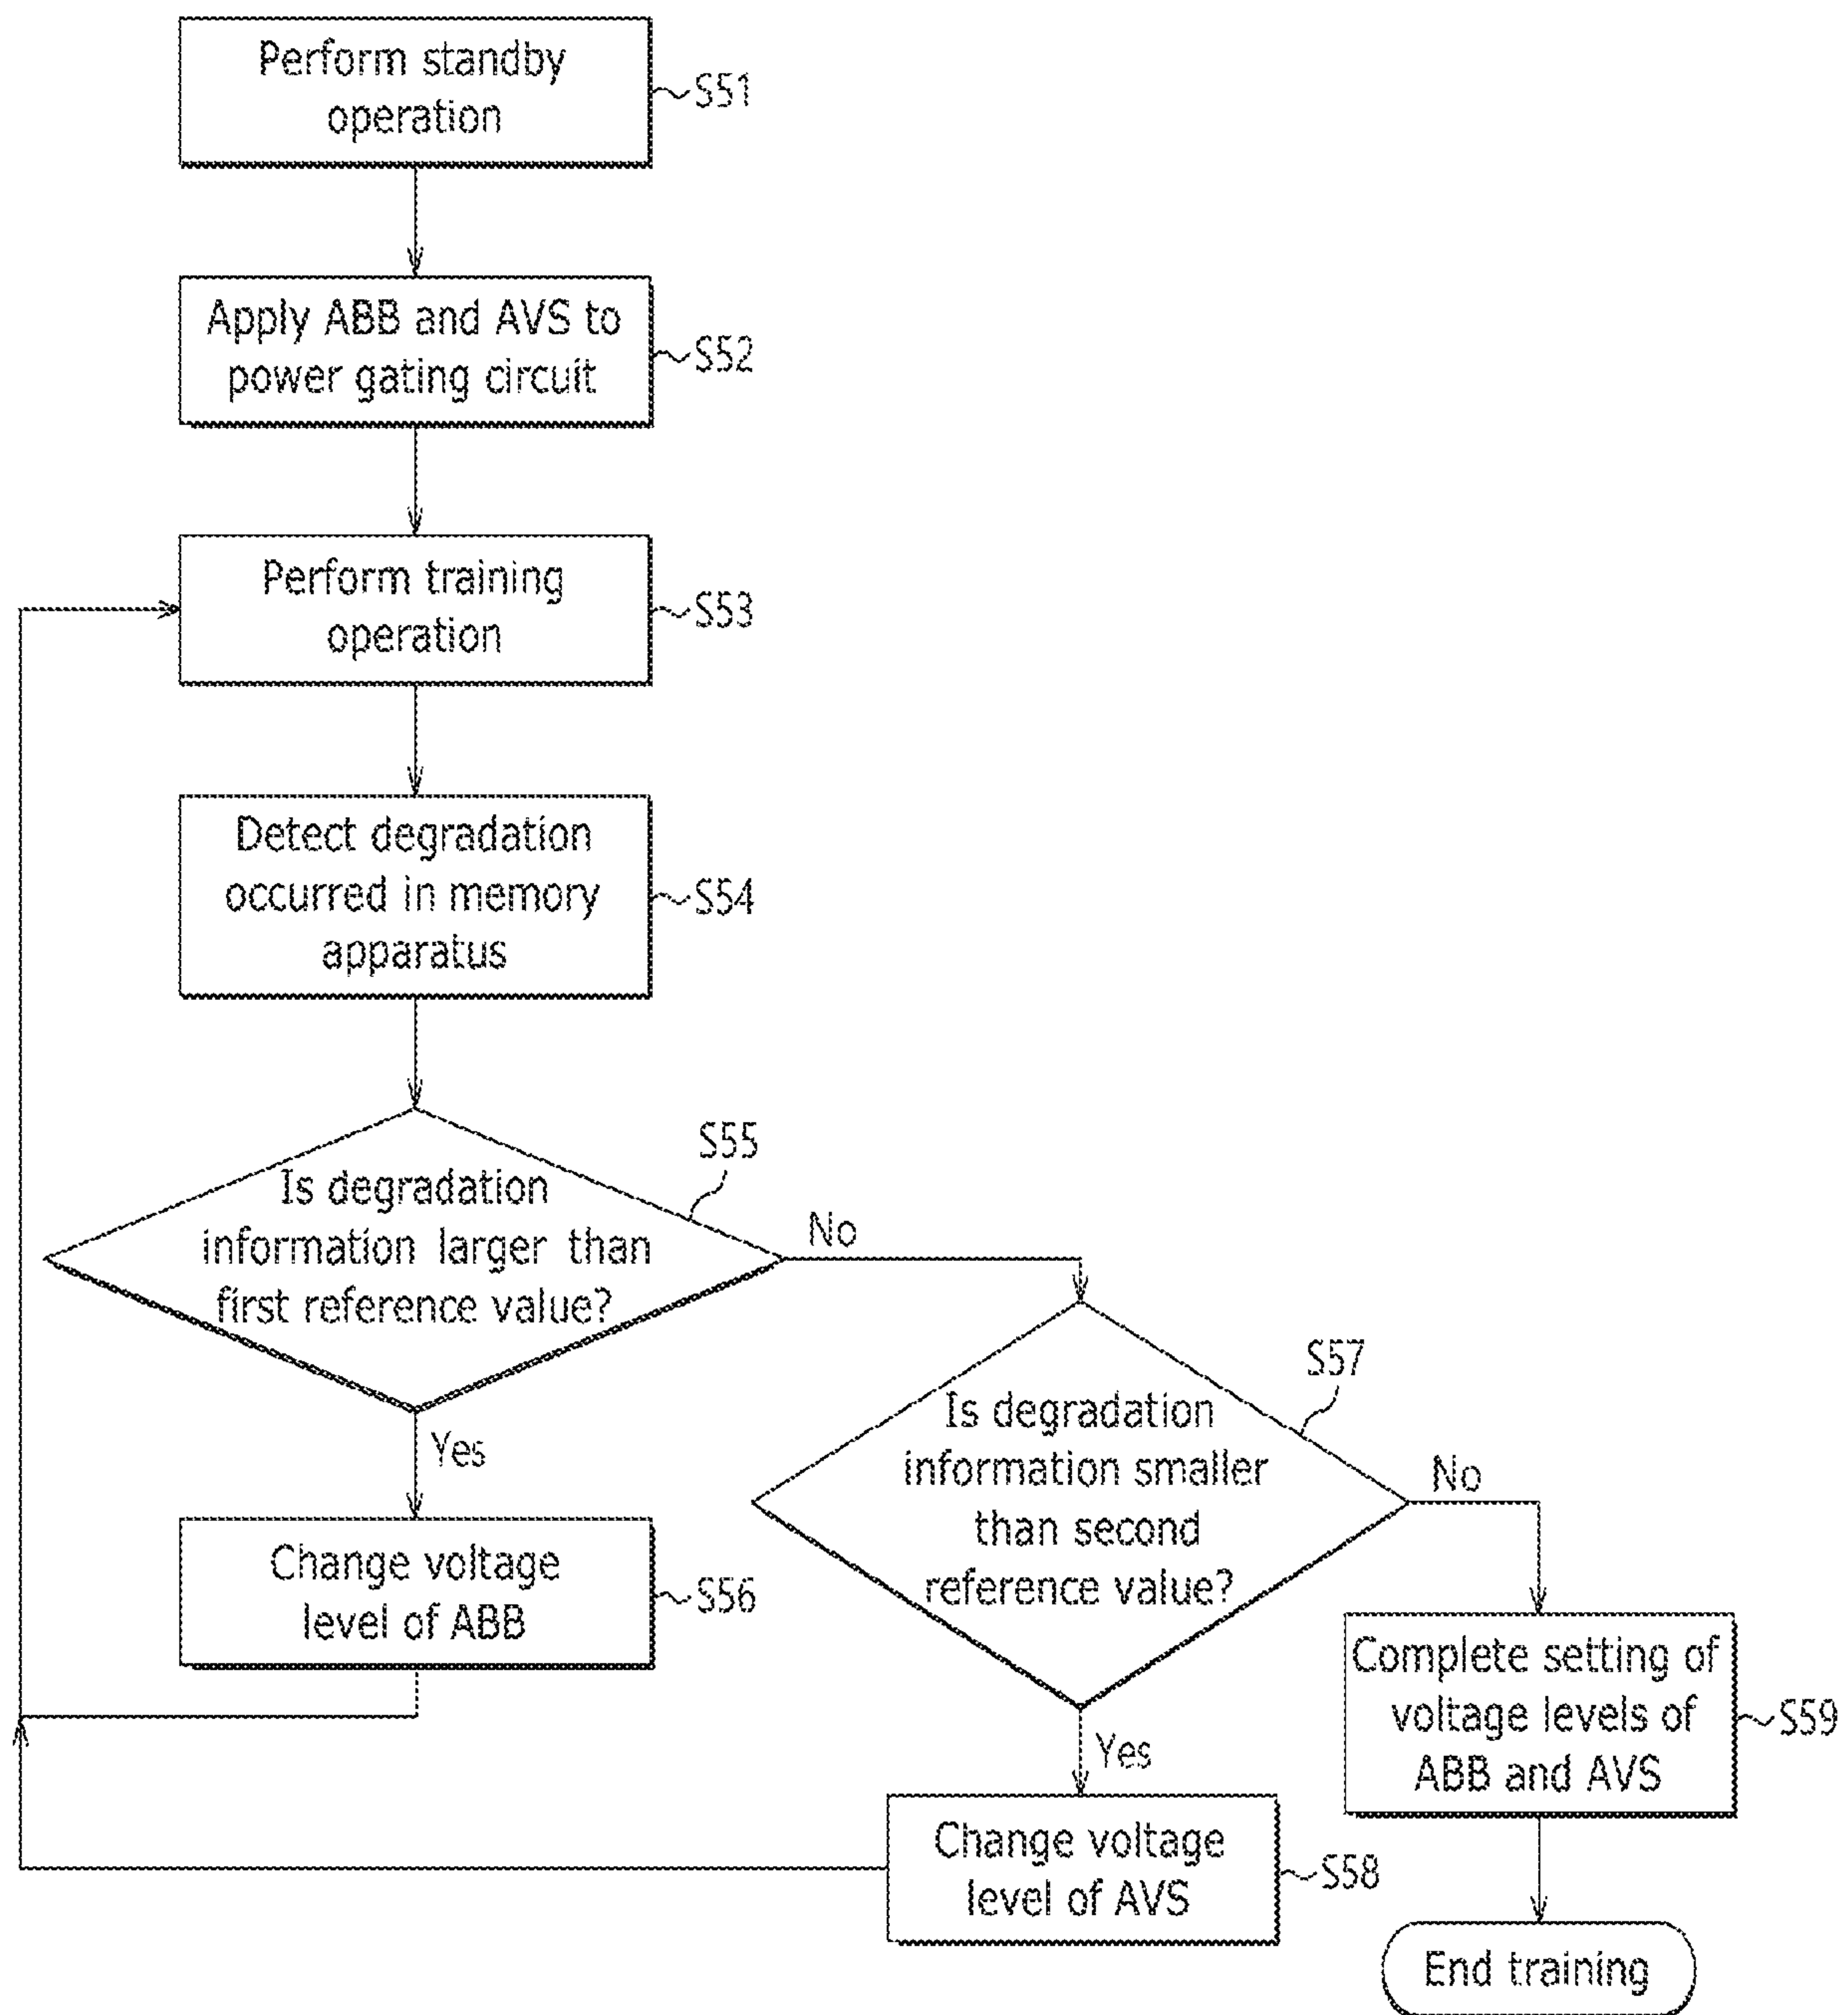 Perform standby
operation
S51
Apply ABB and AVS to
power gating circuit
S52
Perform training
operation
S53
Detect degradation
occurred in memory
apparatus
S54
Is degradation
information larger than
first reference value?
S55
No
Yes
Change voltage
level of ABB
S56
Is degradation
information smaller
than second
reference value?
S57
No
Yes
Change voltage
level of AVS
S58
Complete setting of
voltage levels of
ABB and AVS
S59
End training